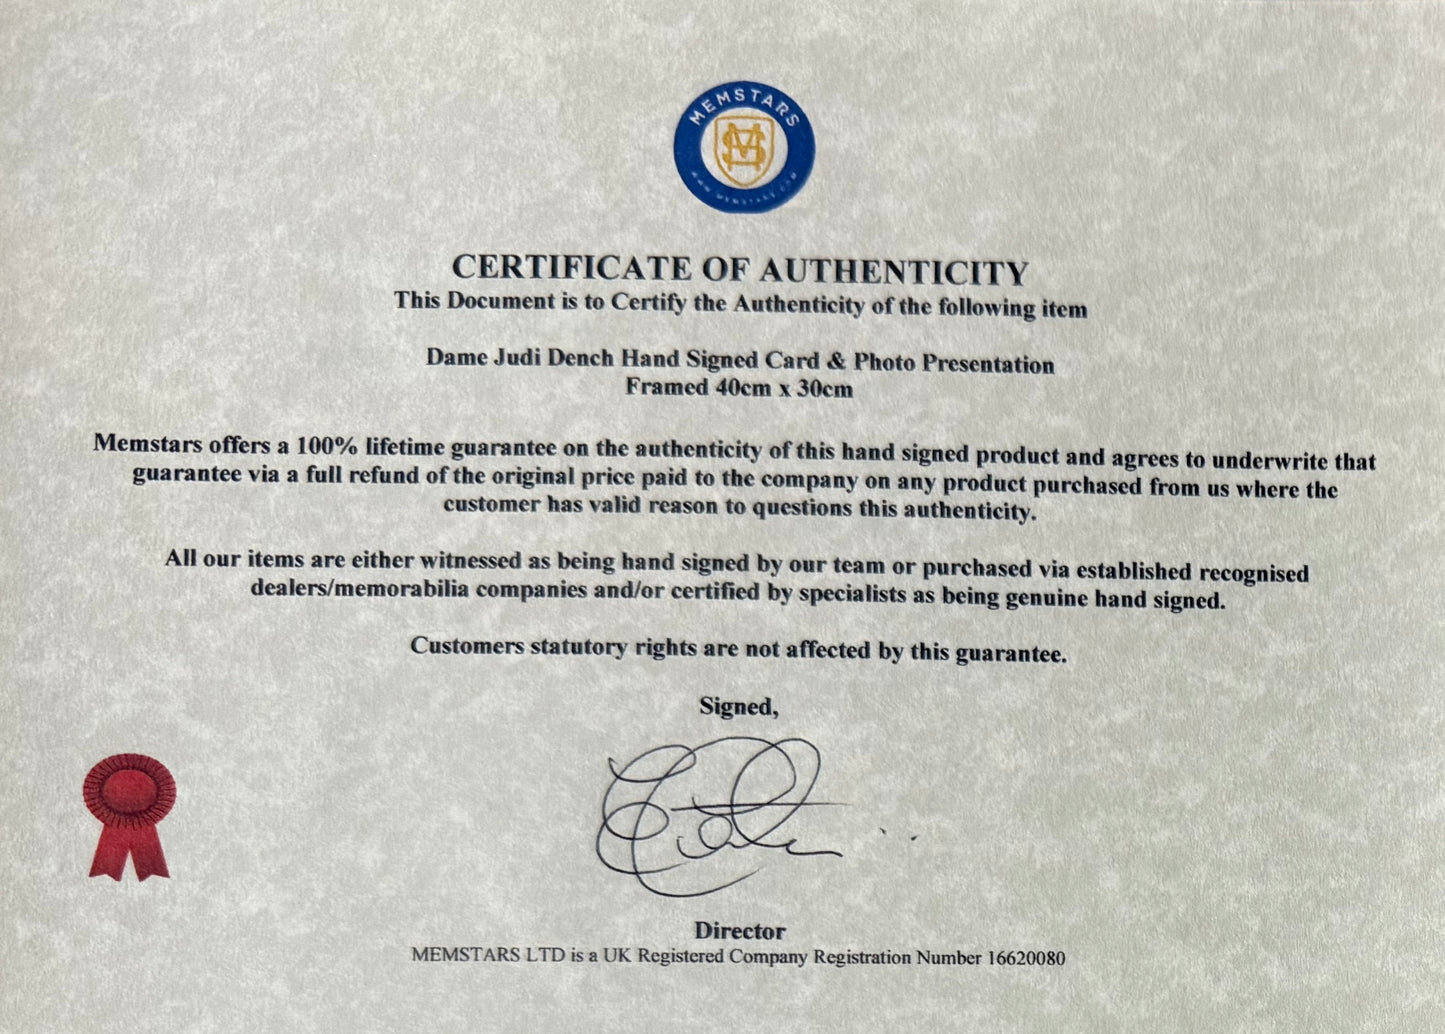 MEMSTARS
MS
WWW.MEMSTARS.COM
CERTIFICATE OF AUTHENTICITY
This Document is to Certify the Authenticity of the following item
Dame Judi Dench Hand Signed Card & Photo Presentation
Framed 40cm x 30cm
Memstars offers a 100% lifetime guarantee on the authenticity of this hand signed product and agrees to underwrite that
guarantee via a full refund of the original price paid to the company on any product purchased from us where the
customer has valid reason to questions this authenticity.
All our items are either witnessed as being hand signed by our team or purchased via established recognised
dealers/memorabilia companies and/or certified by specialists as being genuine hand signed.
Customers statutory rights are not affected by this guarantee.
Signed,
Director
MEMSTARS LTD is a UK Registered Company Registration Number 16620080